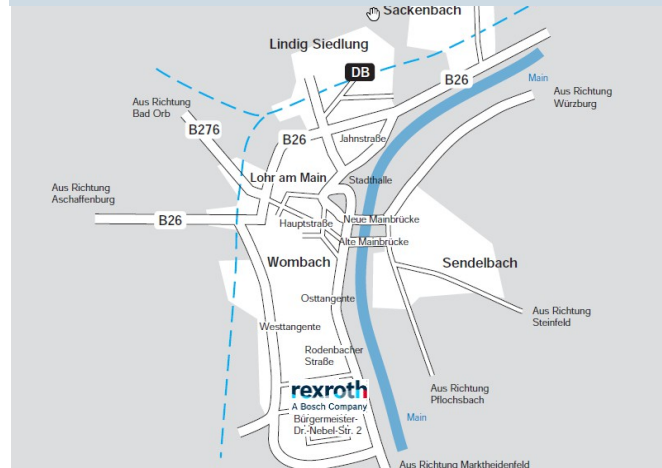 Sackenbach
Lindig Siedlung
DB
B26
Main
Aus Richtung
Würzburg
Aus Richtung
Bad Orb
B276
B26
Jahnstraße
Lohr am Main
Stadthalle
Aus Richtung
Aschaffenburg
B26
Hauptstraße
Neue Mainbrücke
Alte Mainbrücke
Wombach
Sendelbach
Osttangente
Aus Richtung
Steinfeld
Westtangente
Rodenbacher
Straße
rexroth
A Bosch Company
Bürgermeister-
Dr.-Nebel-Str. 2
Aus Richtung
Pflochsbach
Main
Aus Richtung Marktheidenfeld